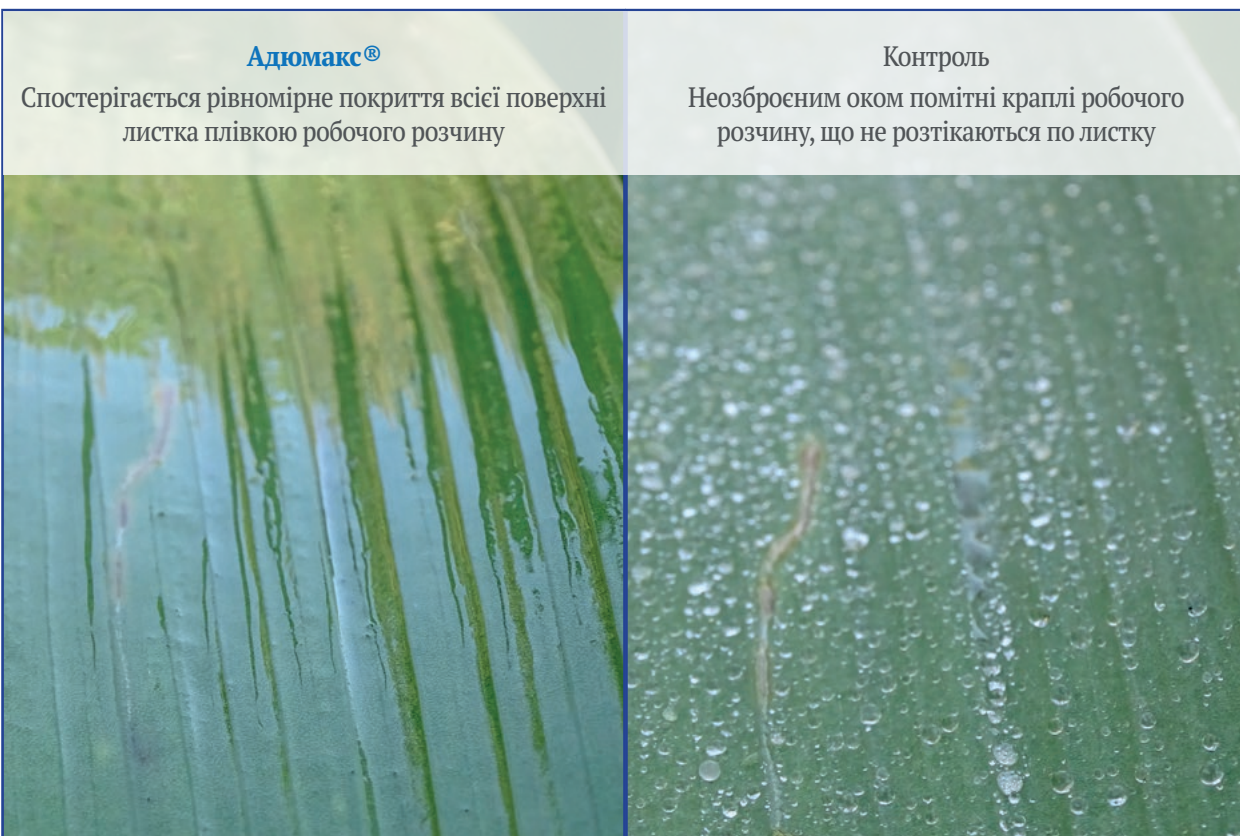 Адюмакс®
Спостерігається рівномірне покриття всієї поверхні
листка плівкою робочого розчину
Контроль
Неозброєним оком помітні краплі робочого
розчину, що не розтікаються по листку